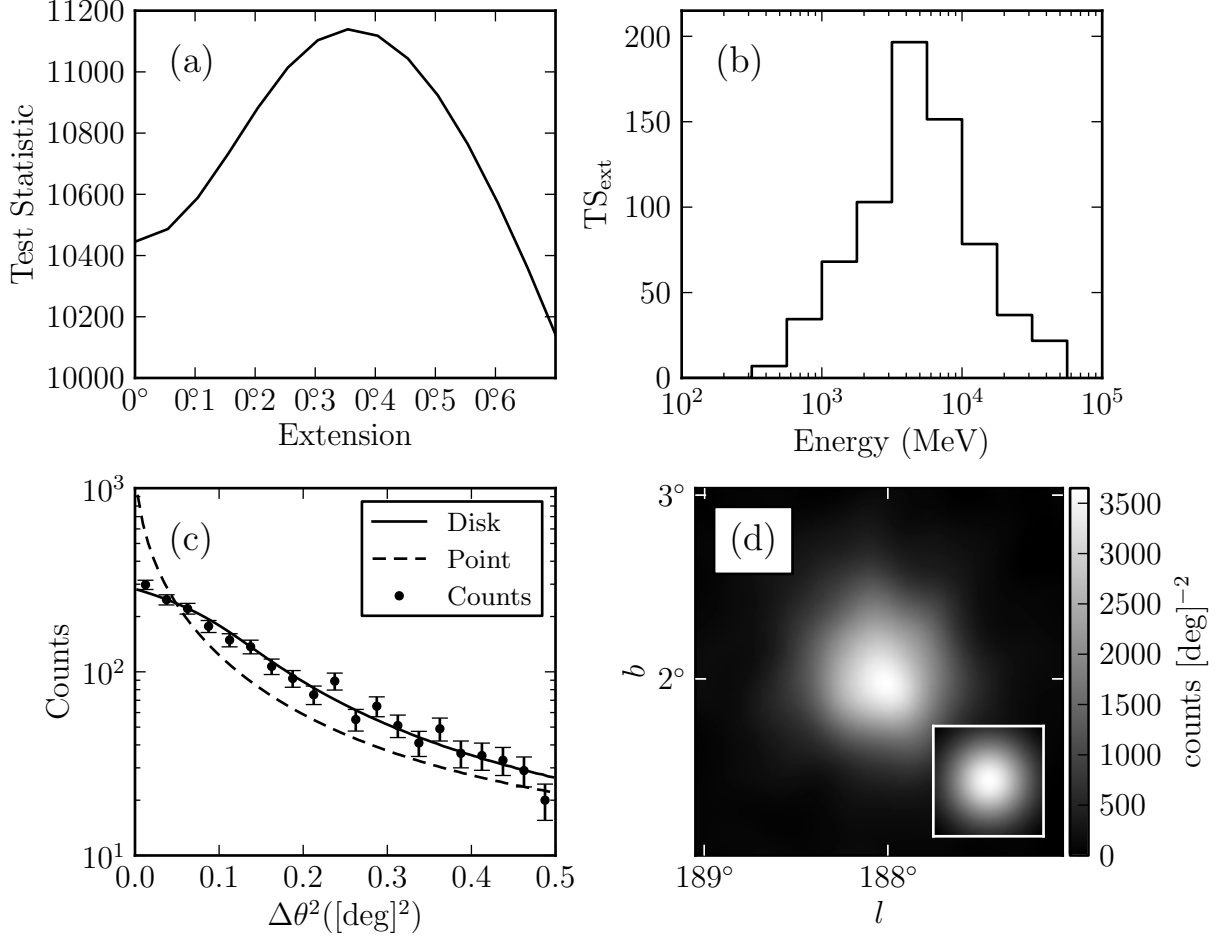 (a)
Test Statistic
11200
11000
10800
10600
10400
10200
10000
0° 0.°1 0.°2 0.°3 0.°4 0.°5 0.°6
Extension
(b)
TS_ext
200
150
100
50
0
10² 10³ 10⁴ 10⁵
Energy (MeV)
(c)
Disk
Point
Counts
Counts
10³
10²
10¹
0.0 0.1 0.2 0.3 0.4 0.5
Δθ²([deg]²)
(d)
b
3°
2°
189° 188°
l
3500
3000
2500
2000
1500
1000
500
0
counts [deg]⁻²